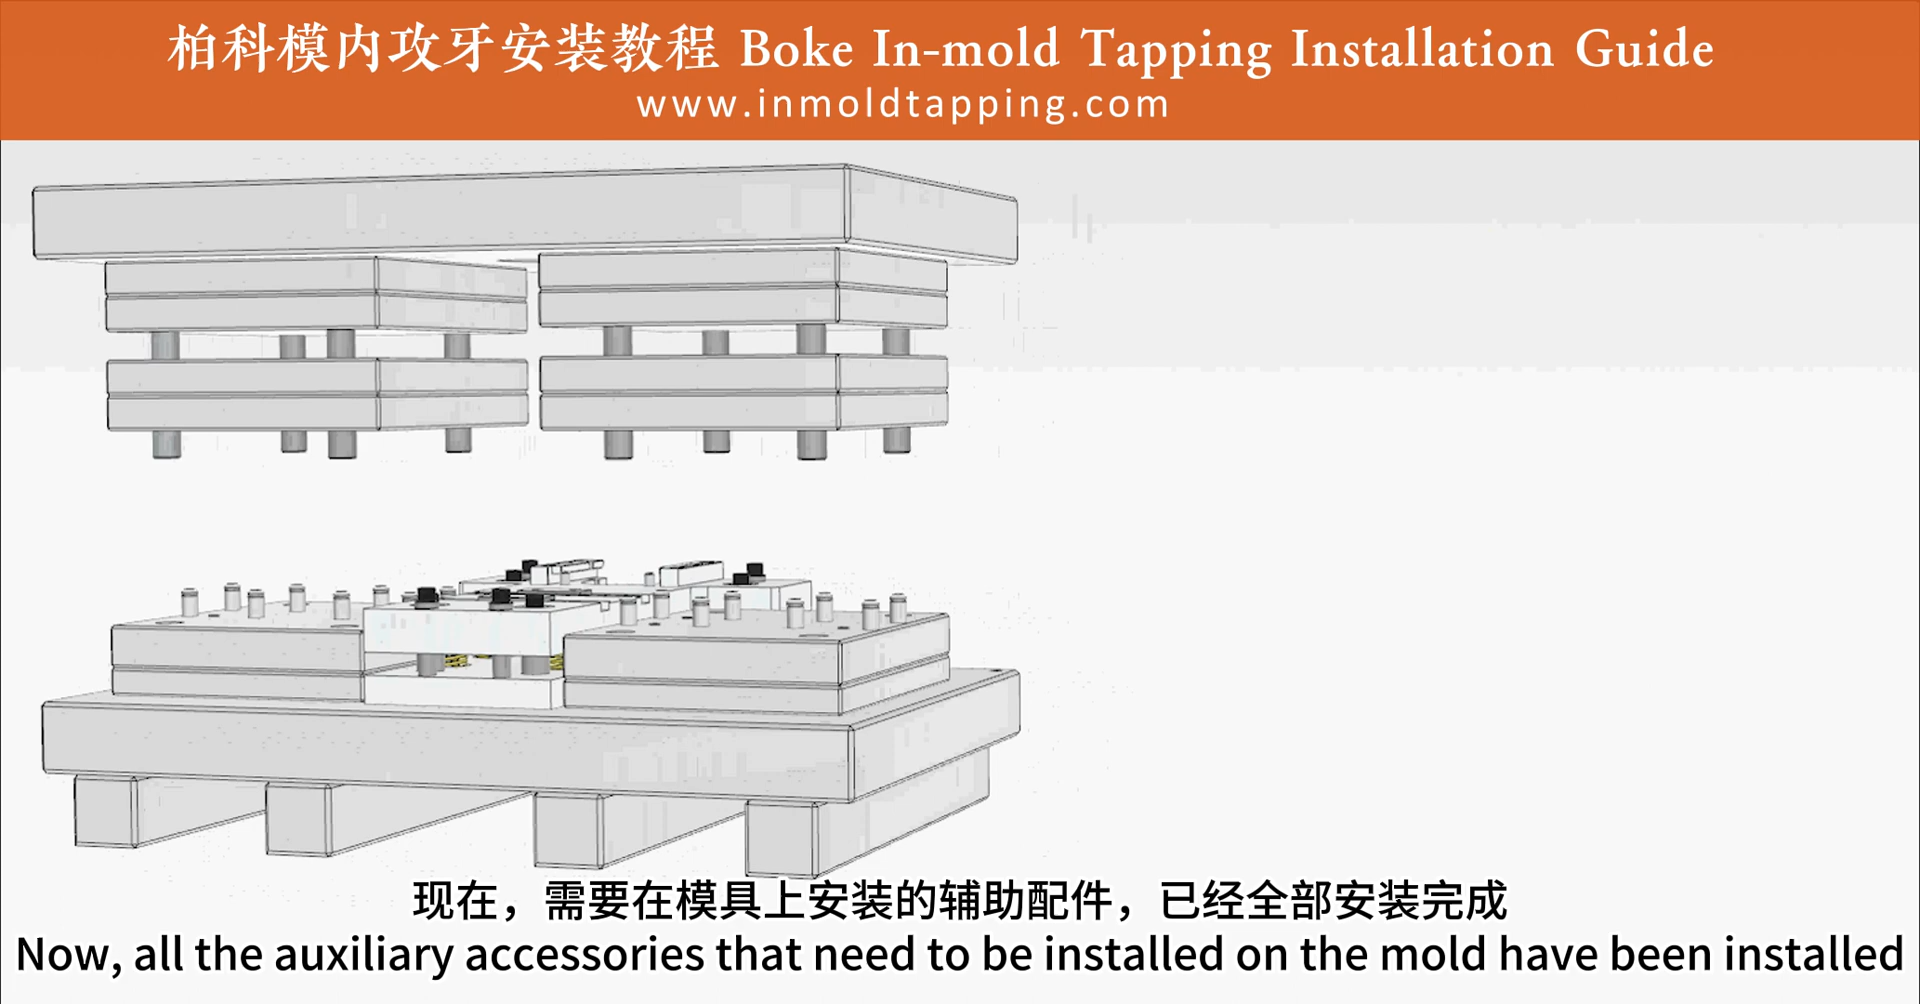 柏科模内攻牙安装教程 Boke In-mold Tapping Installation Guide
www.inmoldtapping.com
现在，需要在模具上安装的辅助配件，已经全部安装完成
Now, all the auxiliary accessories that need to be installed on the mold have been installed